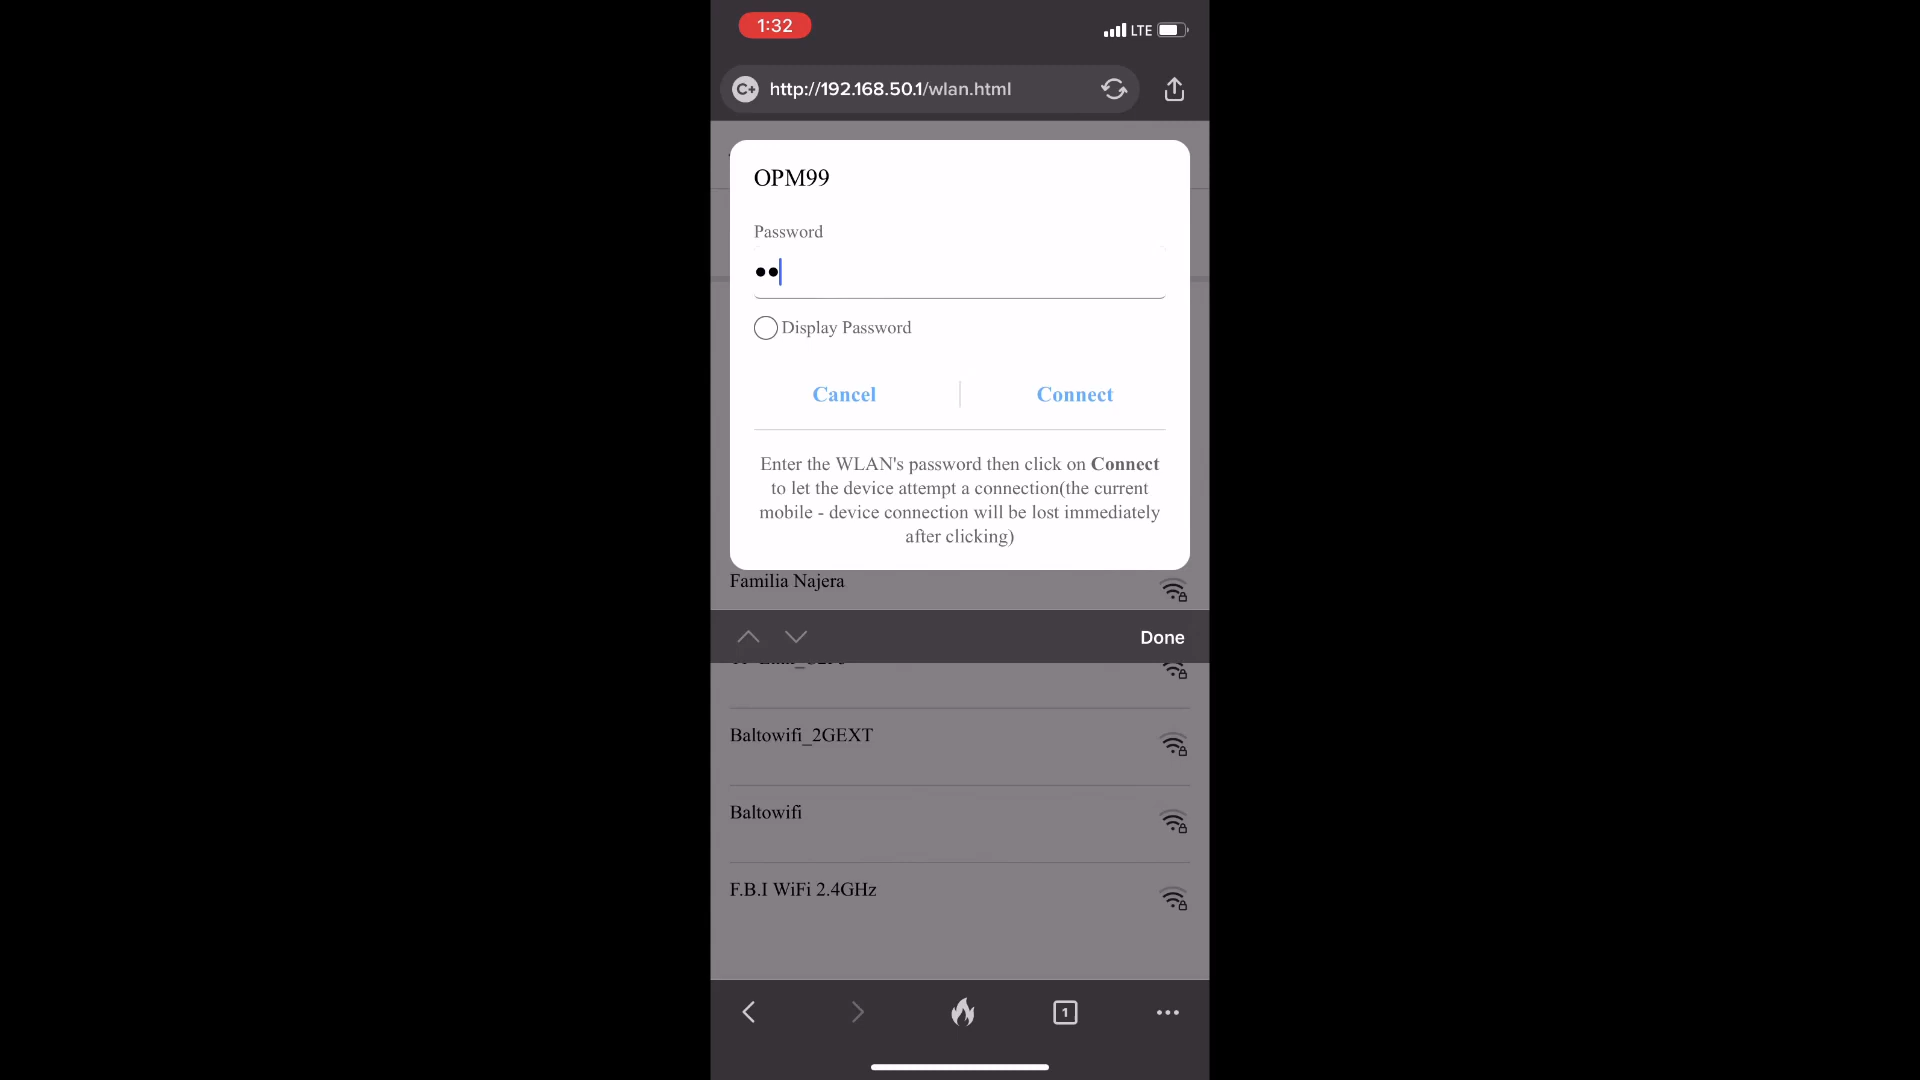 1:32
LTE
C+ http://192.168.50.1/wlan.html
OPM99
Password
••
Display Password
Cancel
Connect
Enter the WLAN's password then click on Connect
to let the device attempt a connection(the current
mobile - device connection will be lost immediately
after clicking)
Familia Najera
Done
Baltowifi_2GEXT
Baltowifi
F.B.I WiFi 2.4GHz
1